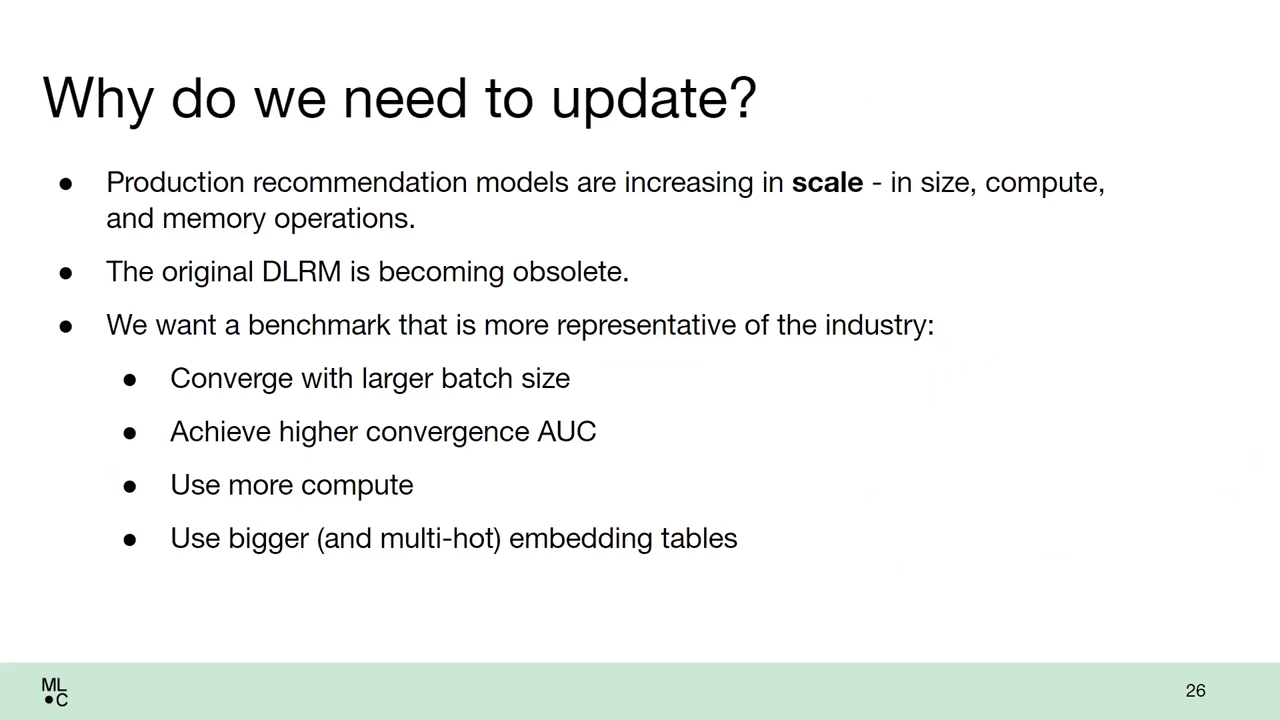 Why do we need to update?
● Production recommendation models are increasing in scale - in size, compute,
and memory operations.
● The original DLRM is becoming obsolete.
● We want a benchmark that is more representative of the industry:
● Converge with larger batch size
● Achieve higher convergence AUC
● Use more compute
● Use bigger (and multi-hot) embedding tables
ML
●C
26